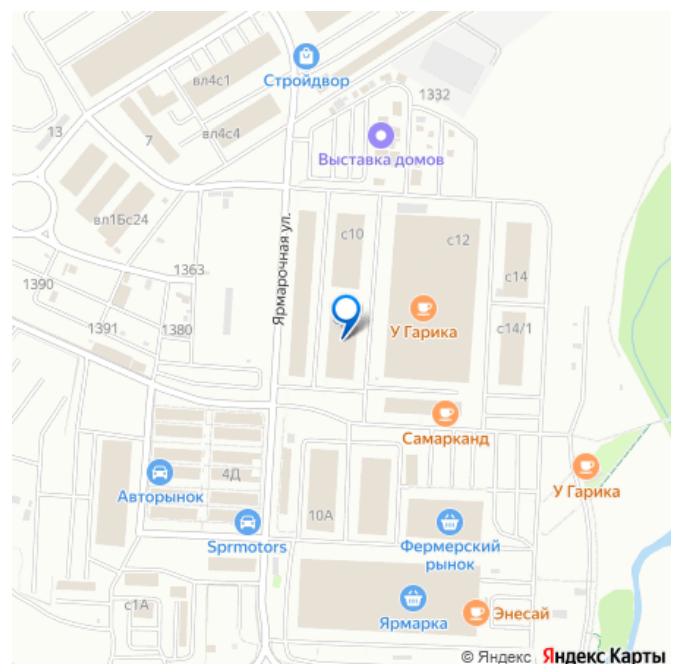 Стройдвор
вл4с1
1332
13
7
вл4с4
Выставка домов
вл1Бс24
Ярмарочная ул.
с10
с12
1363
с14
1390
У Гарика
с14/1
1391
1380
Самарканд
4Д
Авторынок
У Гарика
10А
Sprmotors
Фермерский
рынок
с1А
Ярмарка
Энесай
© Яндекс
Яндекс Карты